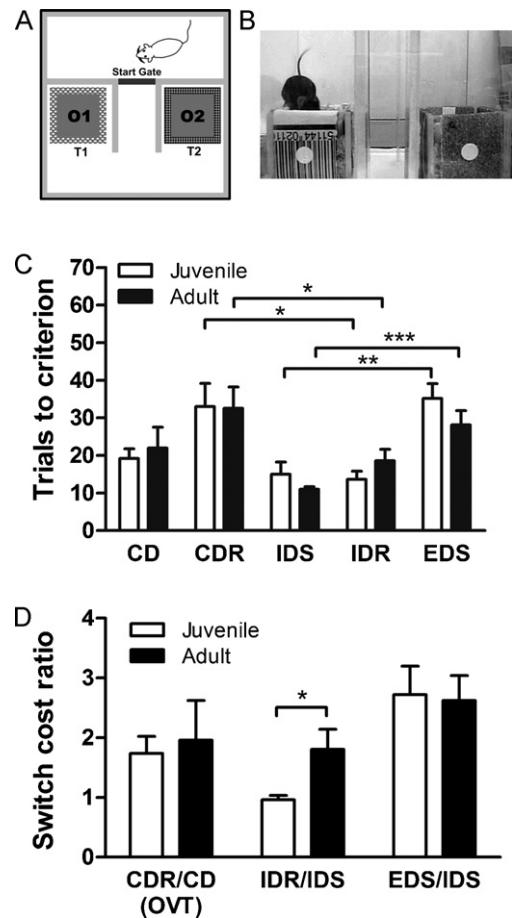 A
B
Start Gate
O1
O2
T1
T2
51144 0211
C
Juvenile
Adult
Trials to criterion
70
60
50
40
30
20
10
0
*
*
***
**
CD
CDR
IDS
IDR
EDS
D
Juvenile
Adult
Switch cost ratio
4
3
2
1
0
*
CDR/CD
(OVT)
IDR/IDS
EDS/IDS